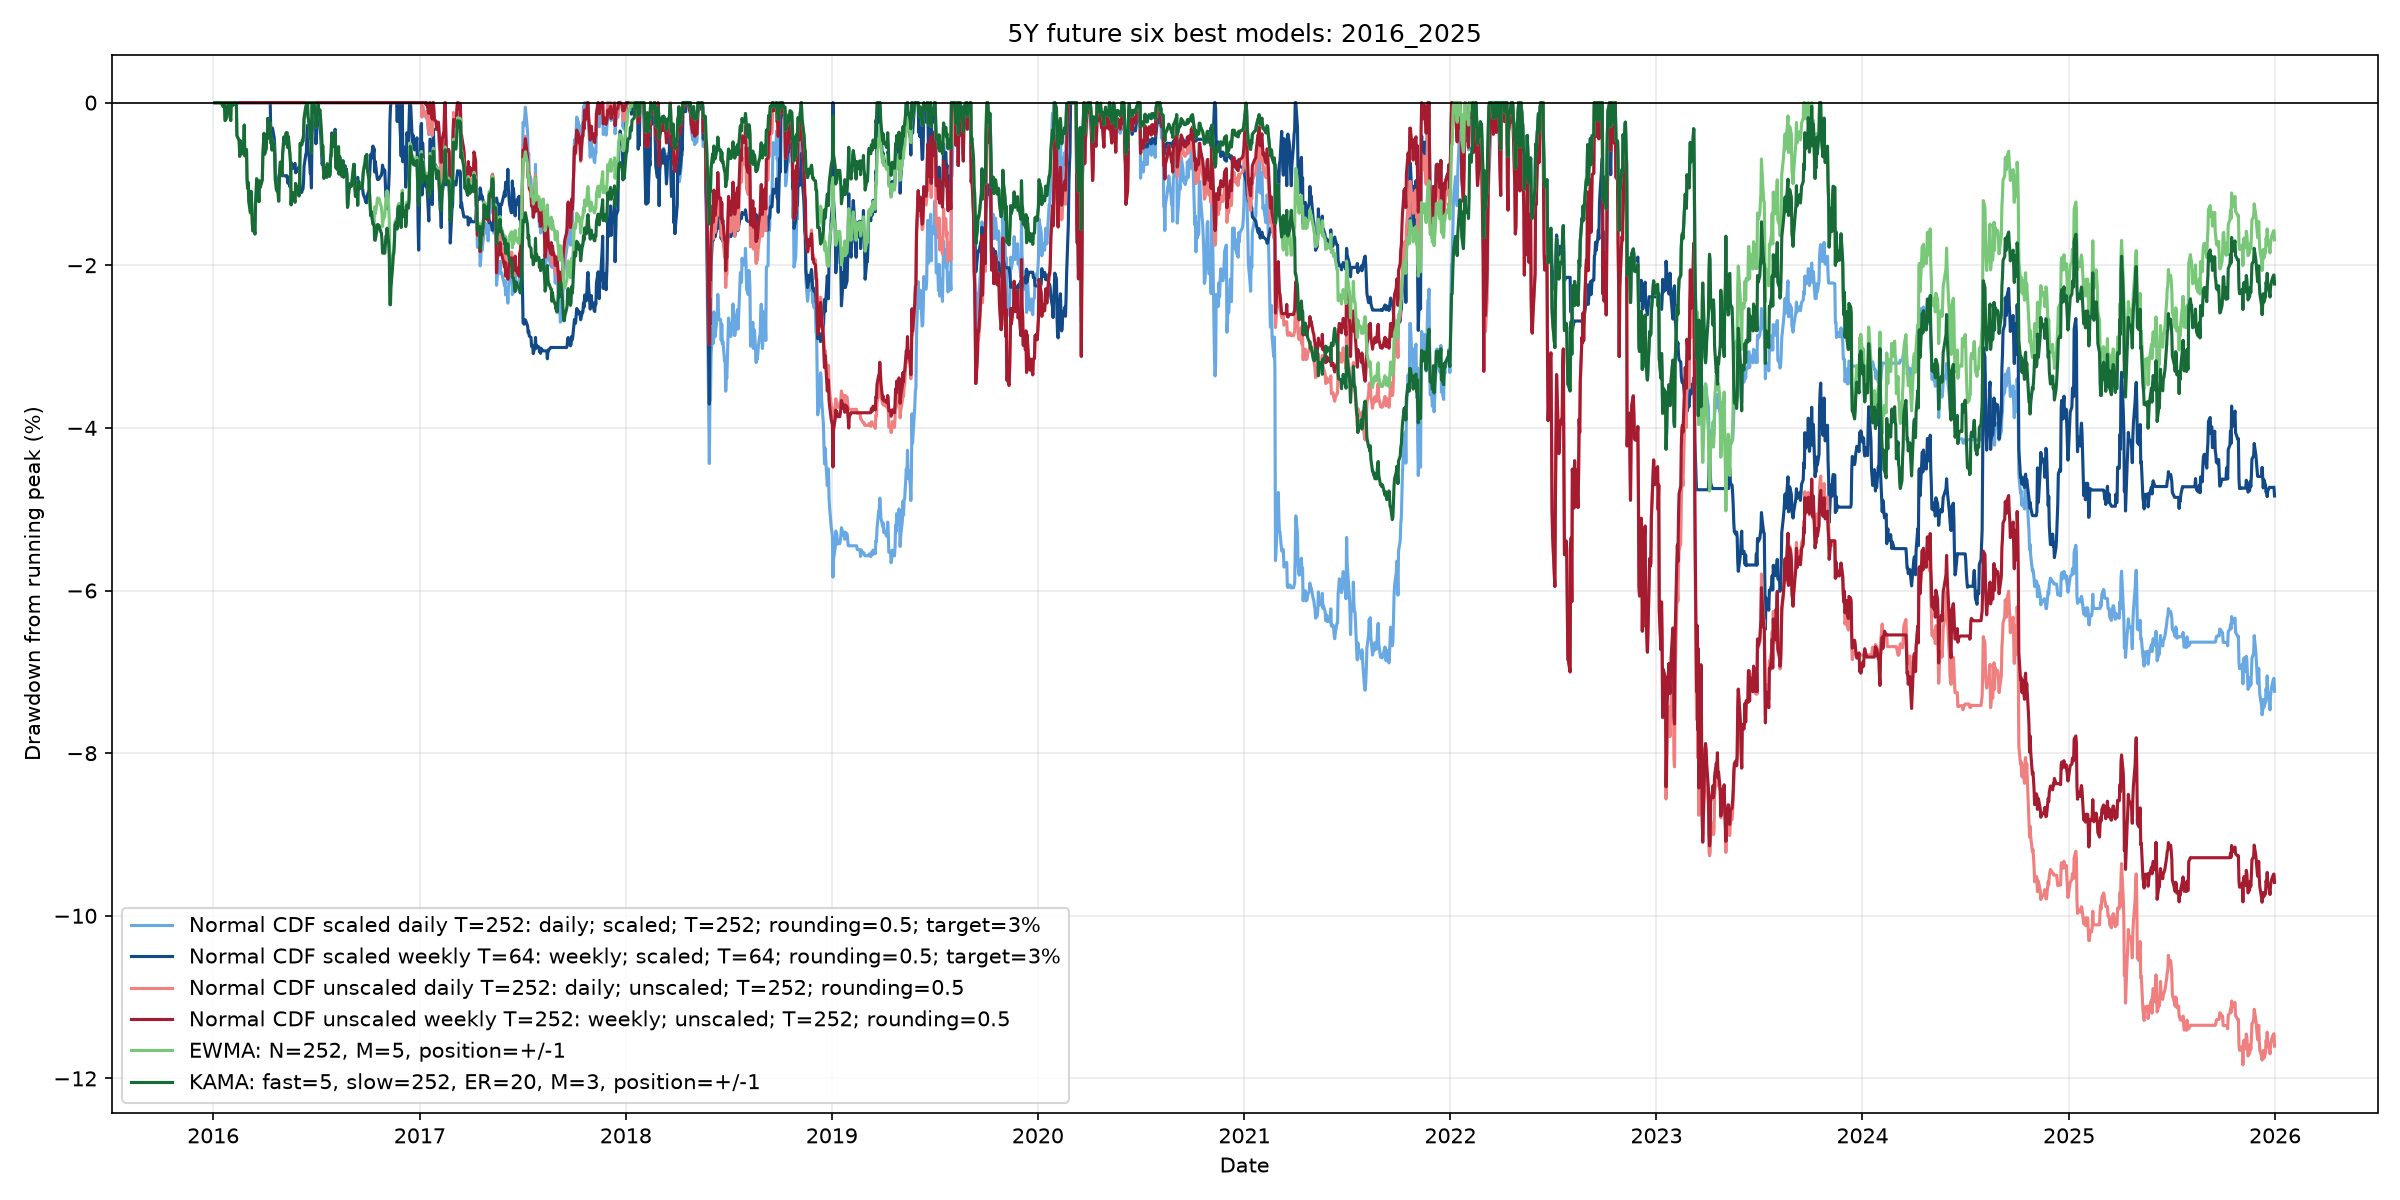 5Y future six best models: 2016_2025
Drawdown from running peak (%)
0
−2
−4
−6
−8
−10
−12
Normal CDF scaled daily T=252: daily; scaled; T=252; rounding=0.5; target=3%
Normal CDF scaled weekly T=64: weekly; scaled; T=64; rounding=0.5; target=3%
Normal CDF unscaled daily T=252: daily; unscaled; T=252; rounding=0.5
Normal CDF unscaled weekly T=252: weekly; unscaled; T=252; rounding=0.5
EWMA: N=252, M=5, position=+/-1
KAMA: fast=5, slow=252, ER=20, M=3, position=+/-1
2016 2017 2018 2019 2020 2021 2022 2023 2024 2025 2026
Date